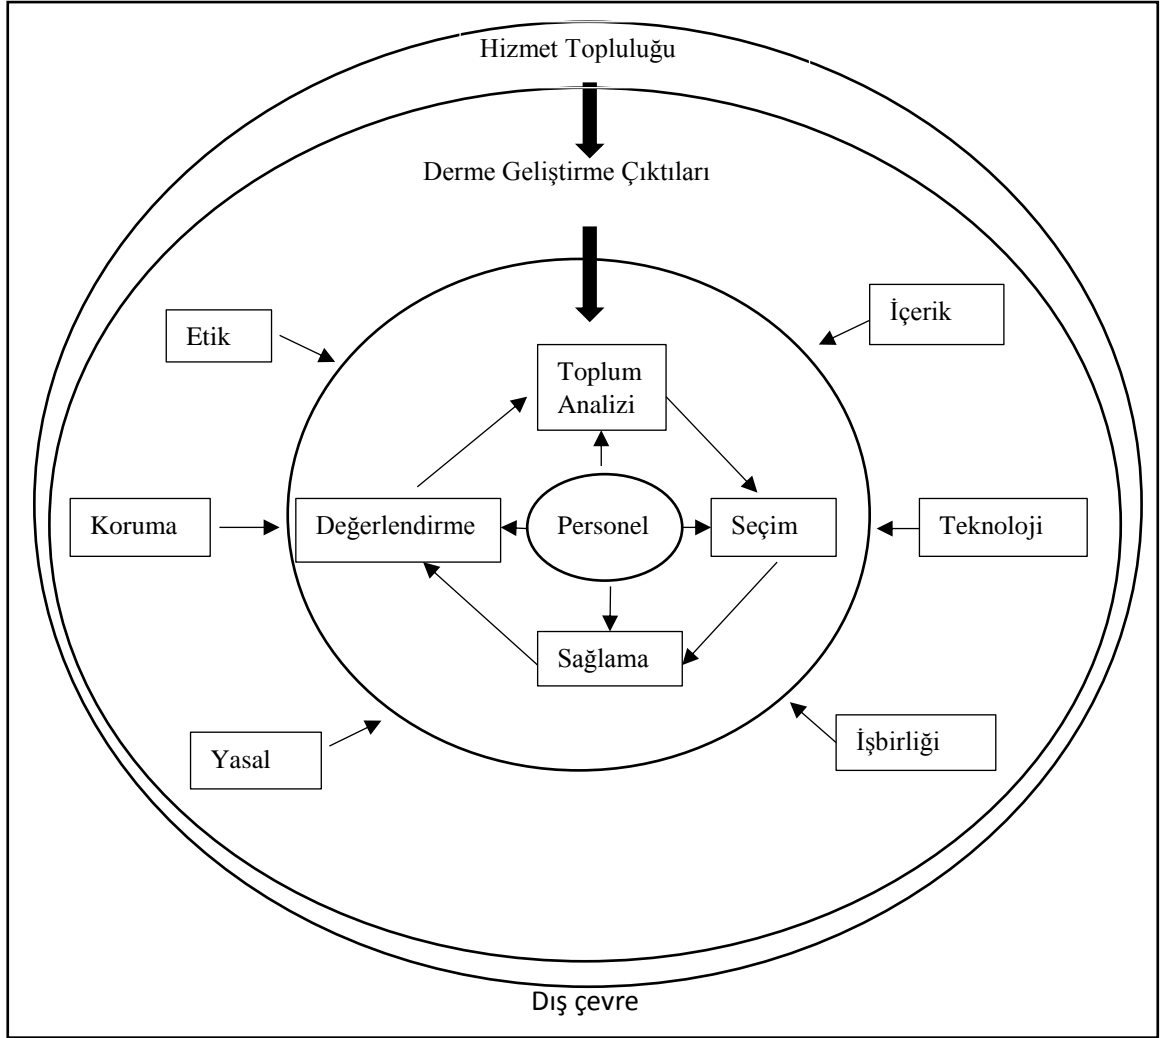 Hizmet Topluluğu
Derme Geliştirme Çıktıları
İçerik
Etik
Toplum
Analizi
Koruma
Değerlendirme
Personel
Seçim
Teknoloji
Sağlama
İşbirliği
Yasal
Dış çevre